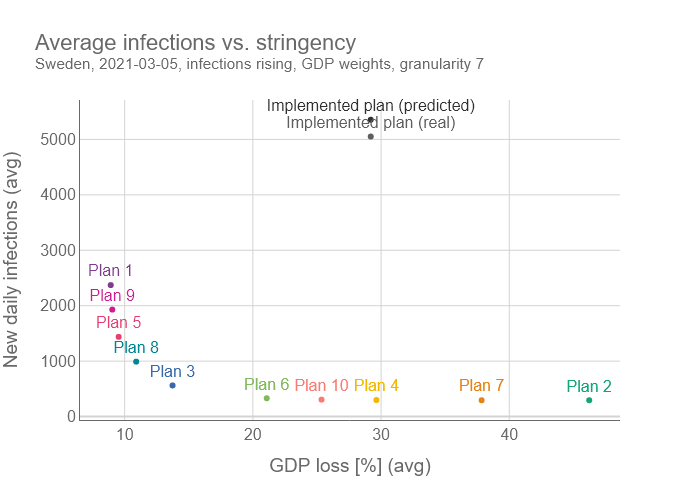 Average infections vs. stringency
Sweden, 2021-03-05, infections rising, GDP weights, granularity 7
Implemented plan (predicted)
Implemented plan (real)
5000
4000
3000
2000
1000
0
New daily infections (avg)
Plan 1
Plan 9
Plan 5
Plan 8
Plan 3
Plan 6
Plan 10
Plan 4
Plan 7
Plan 2
10
20
30
40
GDP loss [%] (avg)